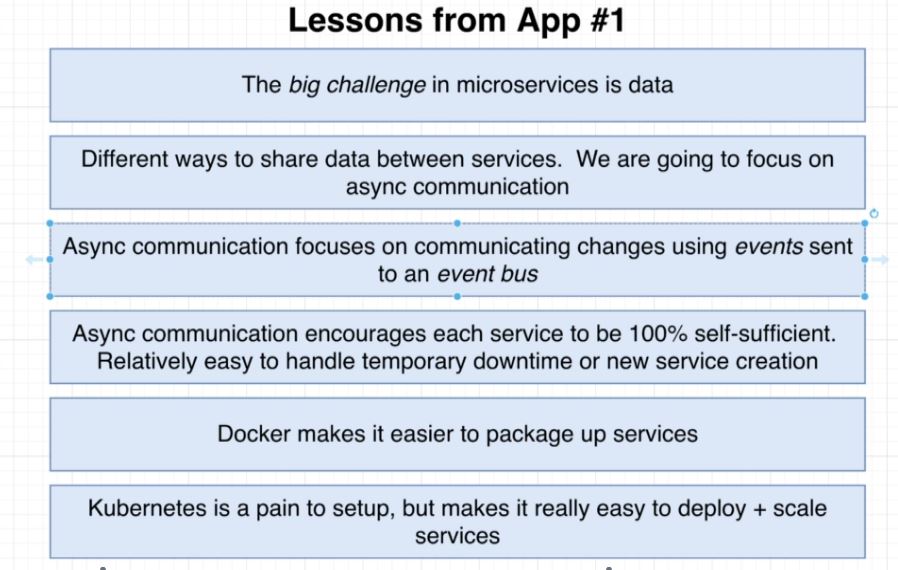 Lessons from App #1
The big challenge in microservices is data
Different ways to share data between services.  We are going to focus on
async communication
Async communication focuses on communicating changes using events sent
to an event bus
Async communication encourages each service to be 100% self-sufficient.
Relatively easy to handle temporary downtime or new service creation
Docker makes it easier to package up services
Kubernetes is a pain to setup, but makes it really easy to deploy + scale
services